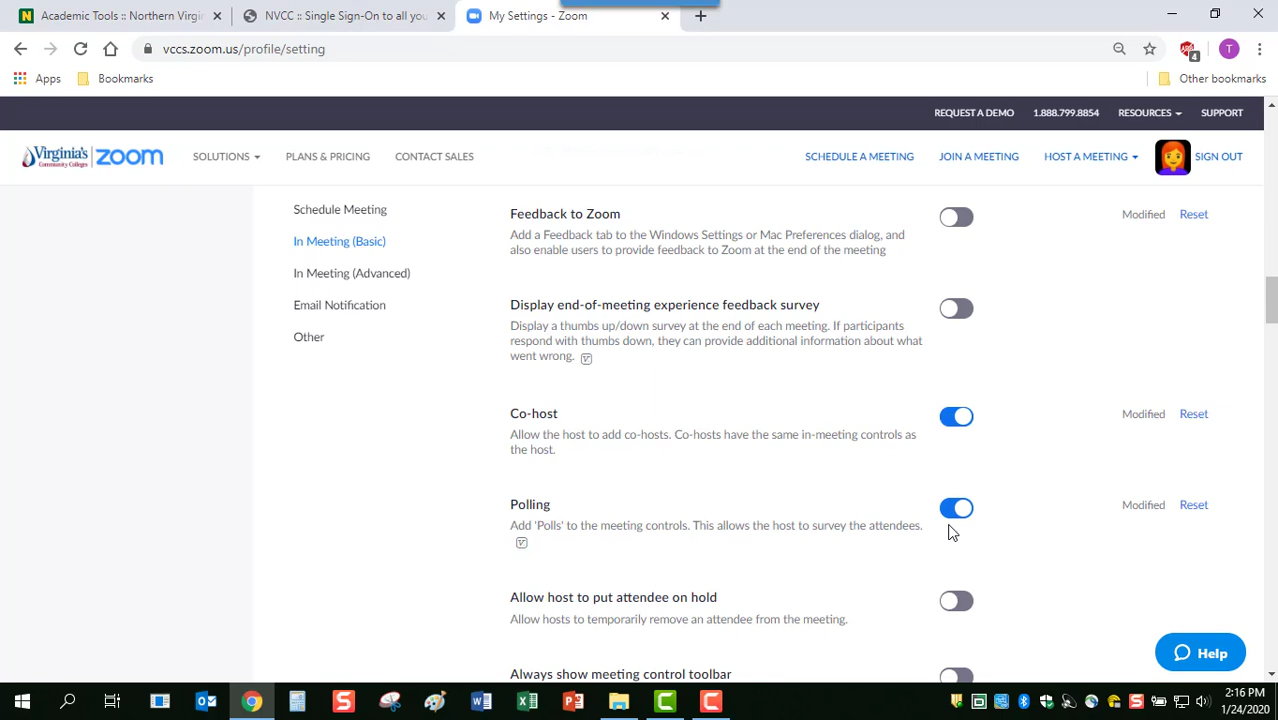 Academic Tools : Northern Virgin
NVCC :: Single Sign-On to all you
My Settings - Zoom
vccs.zoom.us/profile/setting
4
T
Apps
Bookmarks
Other bookmarks
REQUEST A DEMO
1.888.799.8854
RESOURCES
SUPPORT
Virginia's
Community Colleges
zoom
SOLUTIONS
PLANS & PRICING
CONTACT SALES
SCHEDULE A MEETING
JOIN A MEETING
HOST A MEETING
SIGN OUT
Schedule Meeting
In Meeting (Basic)
In Meeting (Advanced)
Email Notification
Other
Feedback to Zoom
Add a Feedback tab to the Windows Settings or Mac Preferences dialog, and
also enable users to provide feedback to Zoom at the end of the meeting
Modified
Reset
Display end-of-meeting experience feedback survey
Display a thumbs up/down survey at the end of each meeting. If participants
respond with thumbs down, they can provide additional information about what
went wrong.
Co-host
Allow the host to add co-hosts. Co-hosts have the same in-meeting controls as
the host.
Modified
Reset
Polling
Add 'Polls' to the meeting controls. This allows the host to survey the attendees.
Modified
Reset
Allow host to put attendee on hold
Allow hosts to temporarily remove an attendee from the meeting.
Always show meeting control toolbar
Help
2:16 PM
1/24/2020